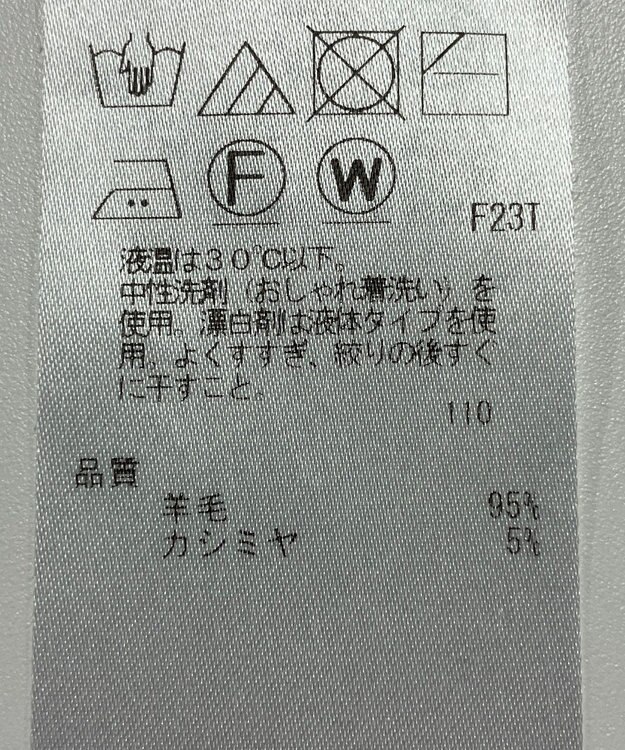 F W
F23T
液温は30℃以下。
中性洗剤（おしゃれ着洗い）を
使用。漂白剤は液体タイプを使
用。よくすすぎ、絞りの後すぐ
に干すこと。
110
品質
羊毛 95%
カシミヤ 5%